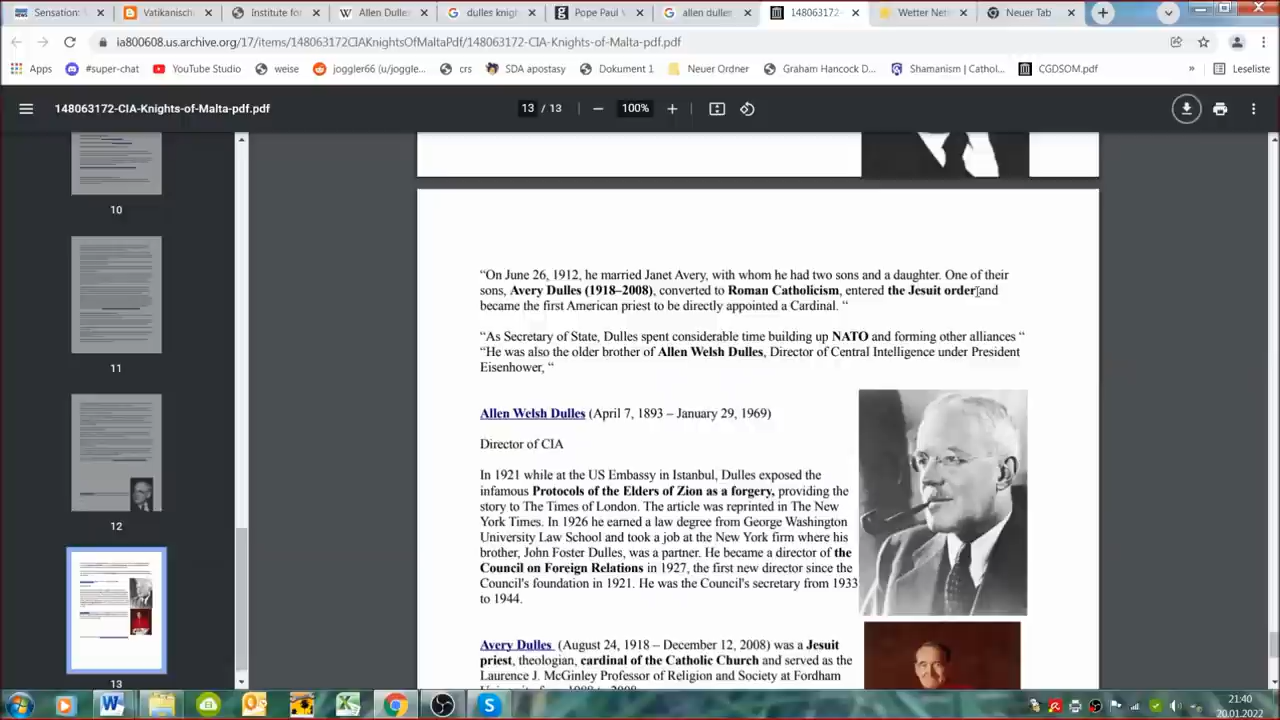 Sensation:
Vatikanisch
Institute for
Allen Dulles
dulles knigh
Pope Paul V
allen dulles
148063172-
Wetter Net
Neuer Tab
ia800608.us.archive.org/17/items/148063172CIAKnightsOfMaltaPdf/148063172-CIA-Knights-of-Malta-pdf.pdf
Apps
#super-chat
YouTube Studio
weise
joggler66 (u/joggle...
crs
SDA apostasy
Dokument 1
Neuer Ordner
Graham Hancock D...
Shamanism | Cathol...
CGDSOM.pdf
»
Leseliste
148063172-CIA-Knights-of-Malta-pdf.pdf
13 / 13
100%
10
11
12
13
“On June 26, 1912, he married Janet Avery, with whom he had two sons and a daughter. One of their
sons, Avery Dulles (1918–2008), converted to Roman Catholicism, entered the Jesuit order and
became the first American priest to be directly appointed a Cardinal. “
“As Secretary of State, Dulles spent considerable time building up NATO and forming other alliances “
“He was also the older brother of Allen Welsh Dulles, Director of Central Intelligence under President
Eisenhower, “
Allen Welsh Dulles (April 7, 1893 – January 29, 1969)
Director of CIA
In 1921 while at the US Embassy in Istanbul, Dulles exposed the
infamous Protocols of the Elders of Zion as a forgery, providing the
story to The Times of London. The article was reprinted in The New
York Times. In 1926 he earned a law degree from George Washington
University Law School and took a job at the New York firm where his
brother, John Foster Dulles, was a partner. He became a director of the
Council on Foreign Relations in 1927, the first new director since the
Council's foundation in 1921. He was the Council's secretary from 1933
to 1944.
Avery Dulles (August 24, 1918 – December 12, 2008) was a Jesuit
priest, theologian, cardinal of the Catholic Church and served as the
Laurence J. McGinley Professor of Religion and Society at Fordham
21:40
20.01.2022